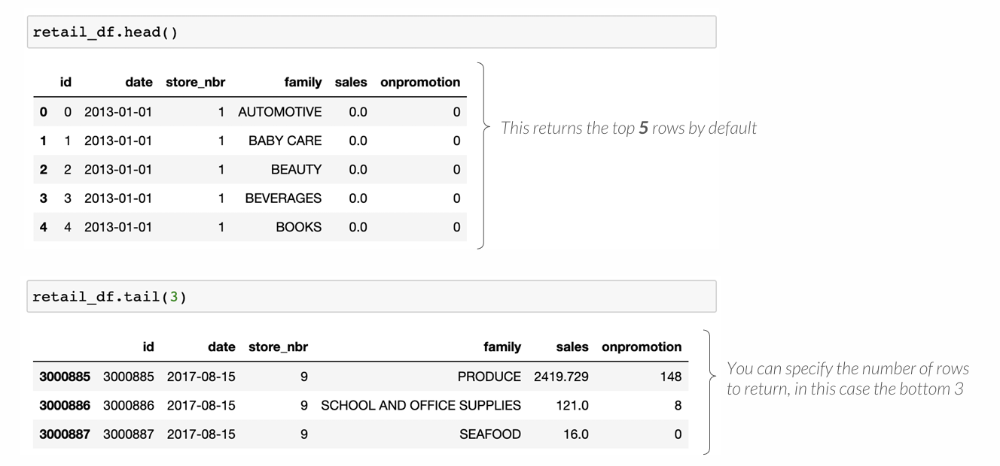 retail_df.head()
id date store_nbr family sales onpromotion
0 0 2013-01-01 1 AUTOMOTIVE 0.0 0
1 1 2013-01-01 1 BABY CARE 0.0 0
2 2 2013-01-01 1 BEAUTY 0.0 0
3 3 2013-01-01 1 BEVERAGES 0.0 0
4 4 2013-01-01 1 BOOKS 0.0 0
This returns the top 5 rows by default
retail_df.tail(3)
id date store_nbr family sales onpromotion
3000885 3000885 2017-08-15 9 PRODUCE 2419.729 148
3000886 3000886 2017-08-15 9 SCHOOL AND OFFICE SUPPLIES 121.0 8
3000887 3000887 2017-08-15 9 SEAFOOD 16.0 0
You can specify the number of rows
to return, in this case the bottom 3